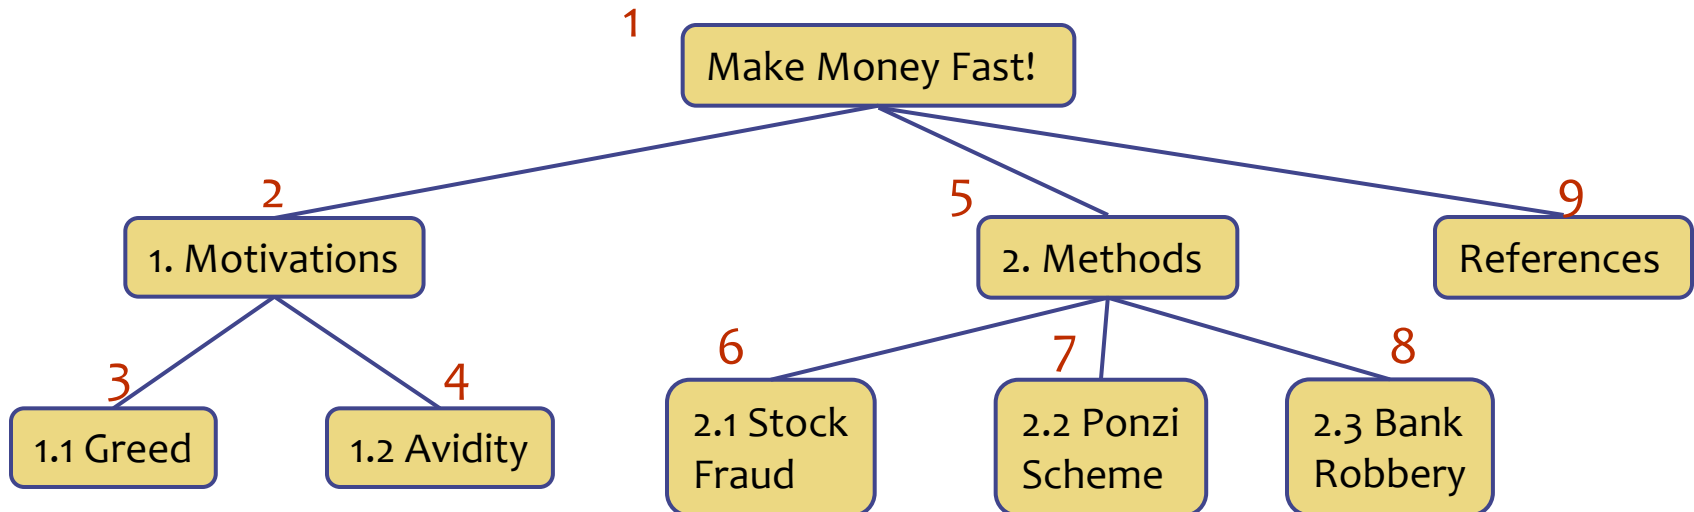 1
Make Money Fast!
2
5
9
1. Motivations
2. Methods
References
3
4
6
7
8
1.1 Greed
1.2 Avidity
2.1 Stock
Fraud
2.2 Ponzi
Scheme
2.3 Bank
Robbery